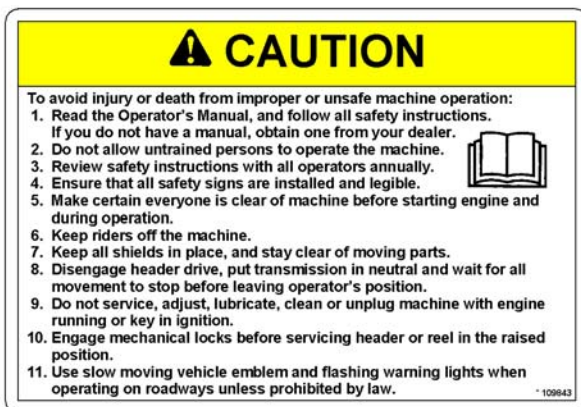 CAUTION
To avoid injury or death from improper or unsafe machine operation:
1. Read the Operator's Manual, and follow all safety instructions.
If you do not have a manual, obtain one from your dealer.
2. Do not allow untrained persons to operate the machine.
3. Review safety instructions with all operators annually.
4. Ensure that all safety signs are installed and legible.
5. Make certain everyone is clear of machine before starting engine and
during operation.
6. Keep riders off the machine.
7. Keep all shields in place, and stay clear of moving parts.
8. Disengage header drive, put transmission in neutral and wait for all
movement to stop before leaving operator's position.
9. Do not service, adjust, lubricate, clean or unplug machine with engine
running or key in ignition.
10. Engage mechanical locks before servicing header or reel in the raised
position.
11. Use slow moving vehicle emblem and flashing warning lights when
operating on roadways unless prohibited by law.
* 109843